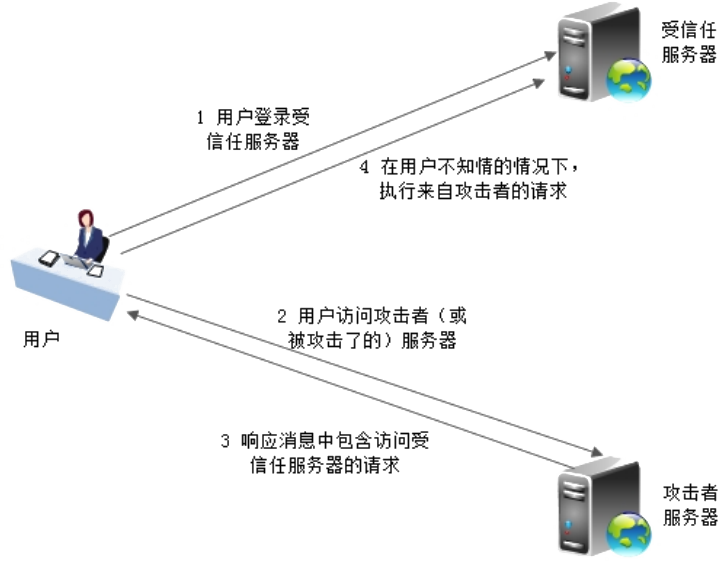 受信任
服务器
1 用户登录受
信任服务器
4 在用户不知情的情况下，
执行来自攻击者的请求
用户
2 用户访问攻击者（或
被攻击了的）服务器
3 响应消息中包含访问受
信任服务器的请求
攻击者
服务器